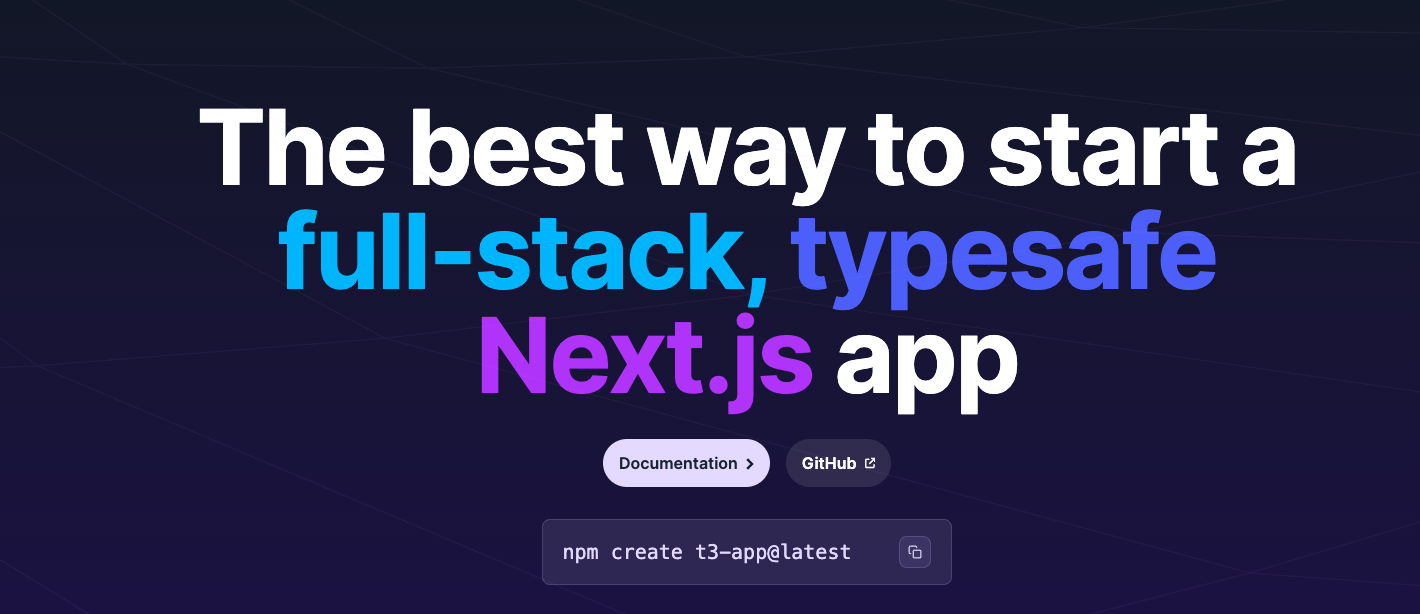 The best way to start a
full-stack, typesafe
Next.js app
Documentation
GitHub
npm create t3-app@latest